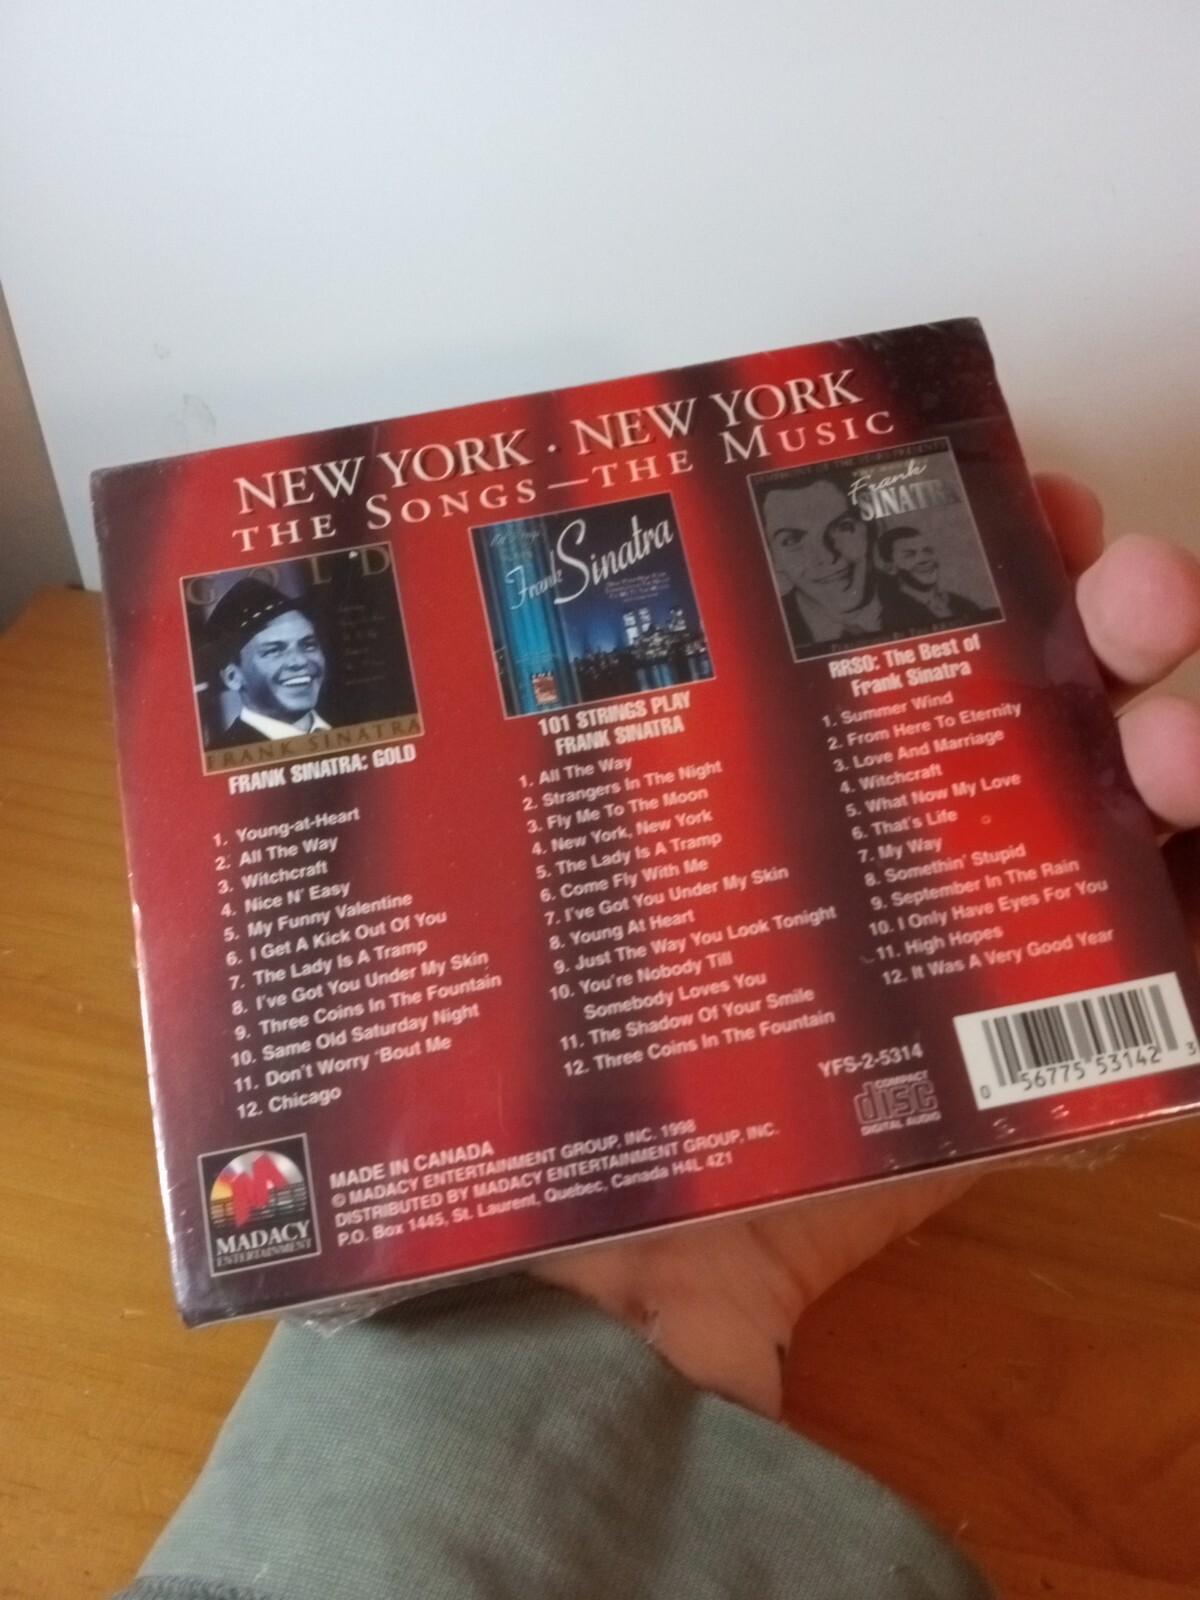 NEW YORK · NEW YORK
THE SONGS—THE MUSIC
GOLD
FRANK SINATRA
FRANK SINATRA: GOLD
1. Young-at-Heart
2. All The Way
3. Witchcraft
4. Nice N' Easy
5. My Funny Valentine
6. I Get A Kick Out Of You
7. The Lady Is A Tramp
8. I've Got You Under My Skin
9. Three Coins In The Fountain
10. Same Old Saturday Night
11. Don't Worry 'Bout Me
12. Chicago
Frank Sinatra
101 STRINGS PLAY
FRANK SINATRA
1. All The Way
2. Strangers In The Night
3. Fly Me To The Moon
4. New York, New York
5. The Lady Is A Tramp
6. Come Fly With Me
7. I've Got You Under My Skin
8. Young At Heart
9. Just The Way You Look Tonight
10. You're Nobody Till
Somebody Loves You
11. The Shadow Of Your Smile
12. Three Coins In The Fountain
Frank
SINATRA
RRSO: The Best of
Frank Sinatra
1. Summer Wind
2. From Here To Eternity
3. Love And Marriage
4. Witchcraft
5. What Now My Love
6. That's Life
7. My Way
8. Somethin' Stupid
9. September In The Rain
10. I Only Have Eyes For You
11. High Hopes
12. It Was A Very Good Year
YFS-2-5314
COMPACT
disc
DIGITAL AUDIO
0 56775 53142 3
MADACY
ENTERTAINMENT
MADE IN CANADA
© MADACY ENTERTAINMENT GROUP, INC. 1998
DISTRIBUTED BY MADACY ENTERTAINMENT GROUP, INC.
P.O. Box 1445, St. Laurent, Quebec, Canada H4L 4Z1